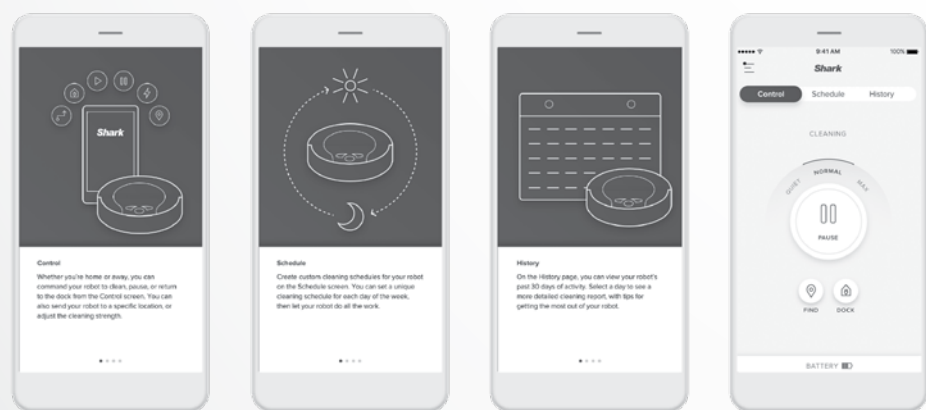 Shark
Control
Whether you're home or away, you can
command your robot to clean, pause, or return
to the dock from the Control screen. You can
also send your robot to a specific location, or
adjust the cleaning strength.
Schedule
Create custom cleaning schedules for your robot
on the Schedule screen. You can set a unique
cleaning schedule for each day of the week,
then let your robot do all the work.
History
On the History page, you can view your robot's
past 30 days of activity. Select a day to see a
more detailed cleaning report, with tips for
getting the most out of your robot.
9:41 AM 100%
Shark
Control Schedule History
CLEANING
QUIET NORMAL MAX
PAUSE
FIND DOCK
BATTERY